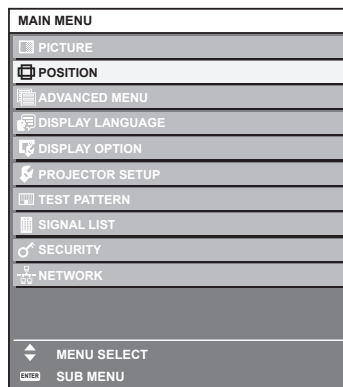 MAIN MENU
PICTURE
POSITION
ADVANCED MENU
DISPLAY LANGUAGE
DISPLAY OPTION
PROJECTOR SETUP
TEST PATTERN
SIGNAL LIST
SECURITY
NETWORK
MENU SELECT
ENTER SUB MENU